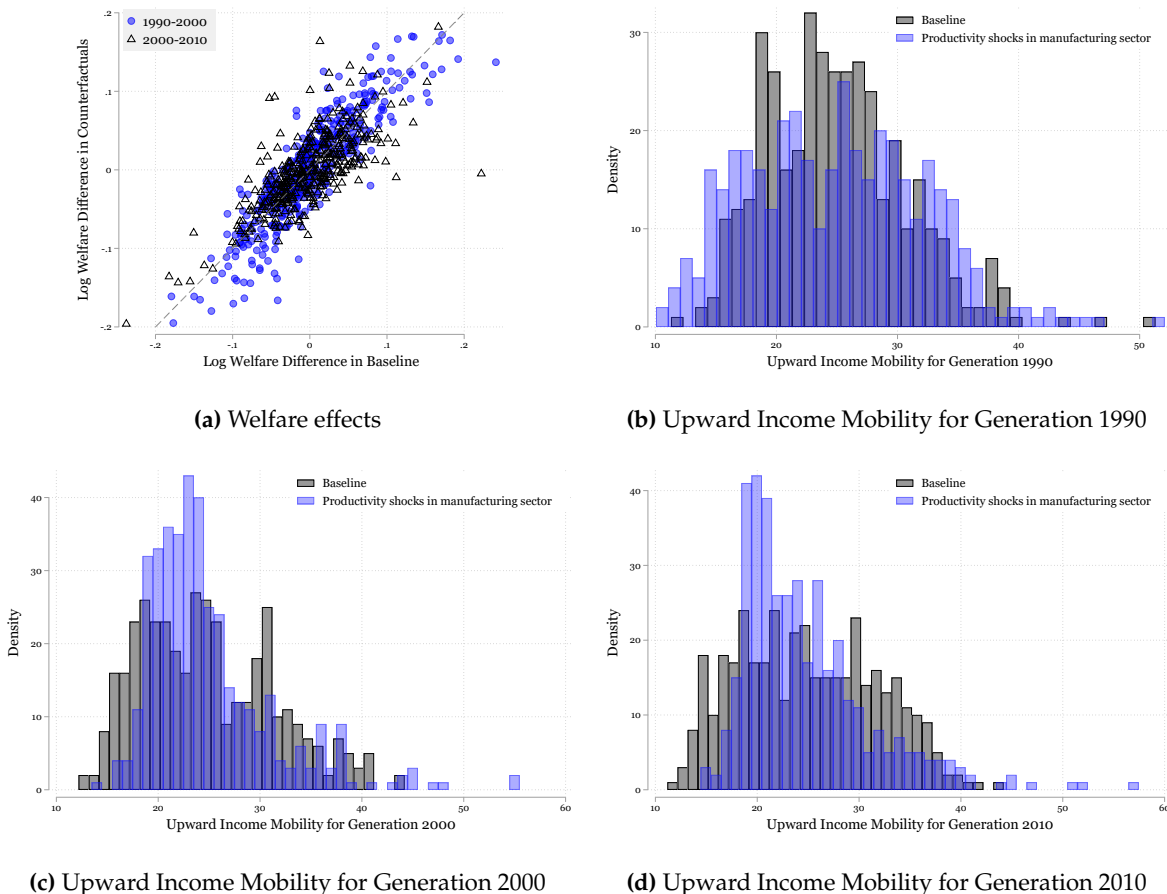 .2
.1
0
-.1
-.2
Log Welfare Difference in Counterfactuals
1990-2000
2000-2010
-.2
-.1
0
.1
.2
Log Welfare Difference in Baseline
(a) Welfare effects
30
20
10
0
Density
Baseline
Productivity shocks in manufacturing sector
10
20
30
40
50
Upward Income Mobility for Generation 1990
(b) Upward Income Mobility for Generation 1990
40
30
20
10
0
Density
Baseline
Productivity shocks in manufacturing sector
10
20
30
40
50
60
Upward Income Mobility for Generation 2000
(c) Upward Income Mobility for Generation 2000
40
30
20
10
0
Density
Baseline
Productivity shocks in manufacturing sector
10
20
30
40
50
60
Upward Income Mobility for Generation 2010
(d) Upward Income Mobility for Generation 2010